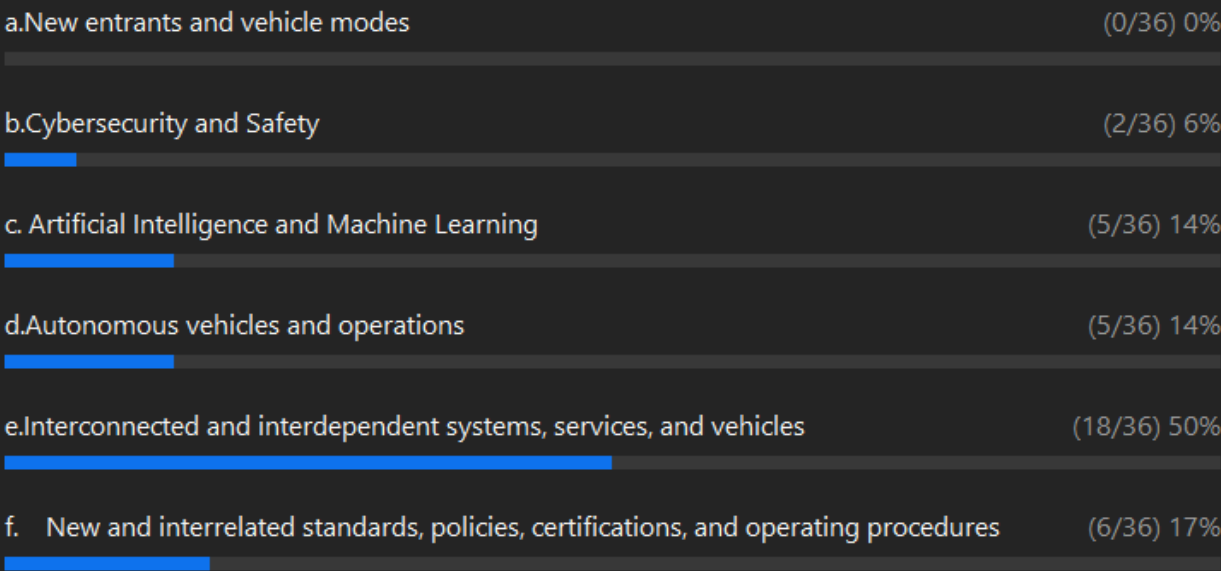 a.New entrants and vehicle modes (0/36) 0%
b.Cybersecurity and Safety (2/36) 6%
c. Artificial Intelligence and Machine Learning (5/36) 14%
d.Autonomous vehicles and operations (5/36) 14%
e.Interconnected and interdependent systems, services, and vehicles (18/36) 50%
f. New and interrelated standards, policies, certifications, and operating procedures (6/36) 17%